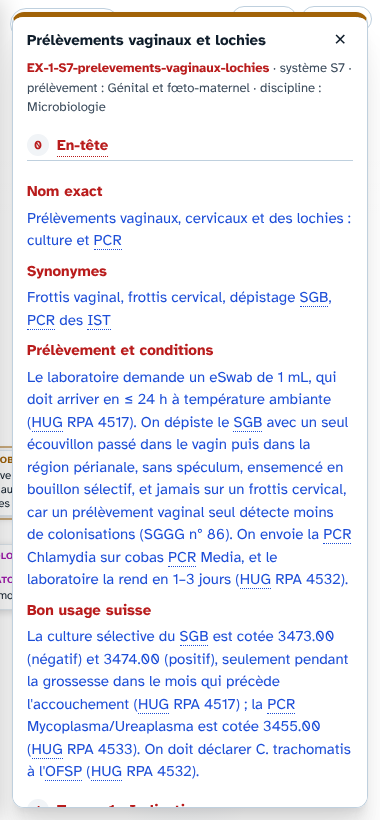 Prélèvements vaginaux et lochies ✕
EX-1-S7-prelevements-vaginaux-lochies · système S7 ·
prélèvement : Génital et fœto-maternel · discipline :
Microbiologie
0 En-tête
Nom exact
Prélèvements vaginaux, cervicaux et des lochies :
culture et PCR
Synonymes
Frottis vaginal, frottis cervical, dépistage SGB,
PCR des IST
Prélèvement et conditions
Le laboratoire demande un eSwab de 1 mL, qui
doit arriver en ≤ 24 h à température ambiante
(HUG RPA 4517). On dépiste le SGB avec un seul
écouvillon passé dans le vagin puis dans la
région périanale, sans spéculum, ensemencé en
bouillon sélectif, et jamais sur un frottis cervical,
car un prélèvement vaginal seul détecte moins
de colonisations (SGGG n° 86). On envoie la PCR
Chlamydia sur cobas PCR Media, et le
laboratoire la rend en 1–3 jours (HUG RPA 4532).
Bon usage suisse
La culture sélective du SGB est cotée 3473.00
(négatif) et 3474.00 (positif), seulement pendant
la grossesse dans le mois qui précède
l'accouchement (HUG RPA 4517) ; la PCR
Mycoplasma/Ureaplasma est cotée 3455.00
(HUG RPA 4533). On doit déclarer C. trachomatis
à l'OFSP (HUG RPA 4532).